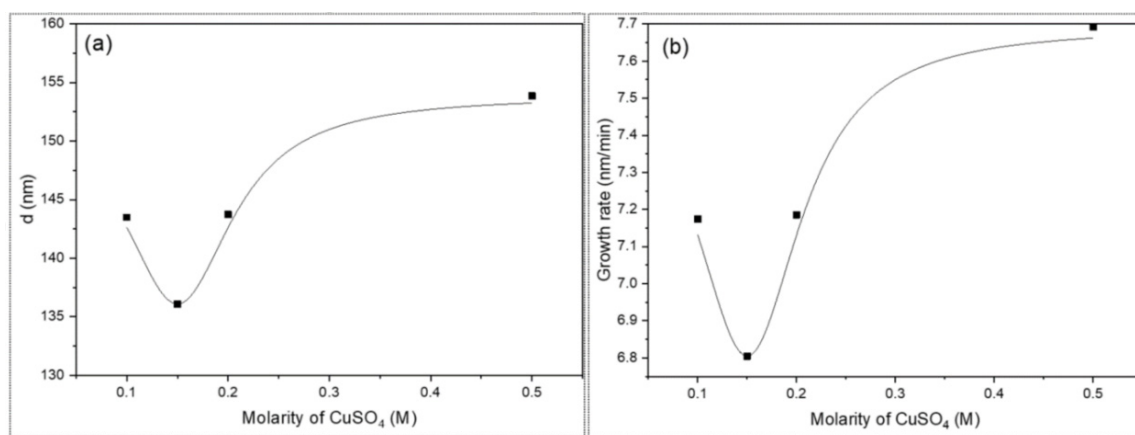 (a)
160
155
150
145
140
135
130
d (nm)
0.1 0.2 0.3 0.4 0.5
Molarity of CuSO₄ (M)
(b)
7.7
7.6
7.5
7.4
7.3
7.2
7.1
7.0
6.9
6.8
Growth rate (nm/min)
0.1 0.2 0.3 0.4 0.5
Molarity of CuSO₄ (M)